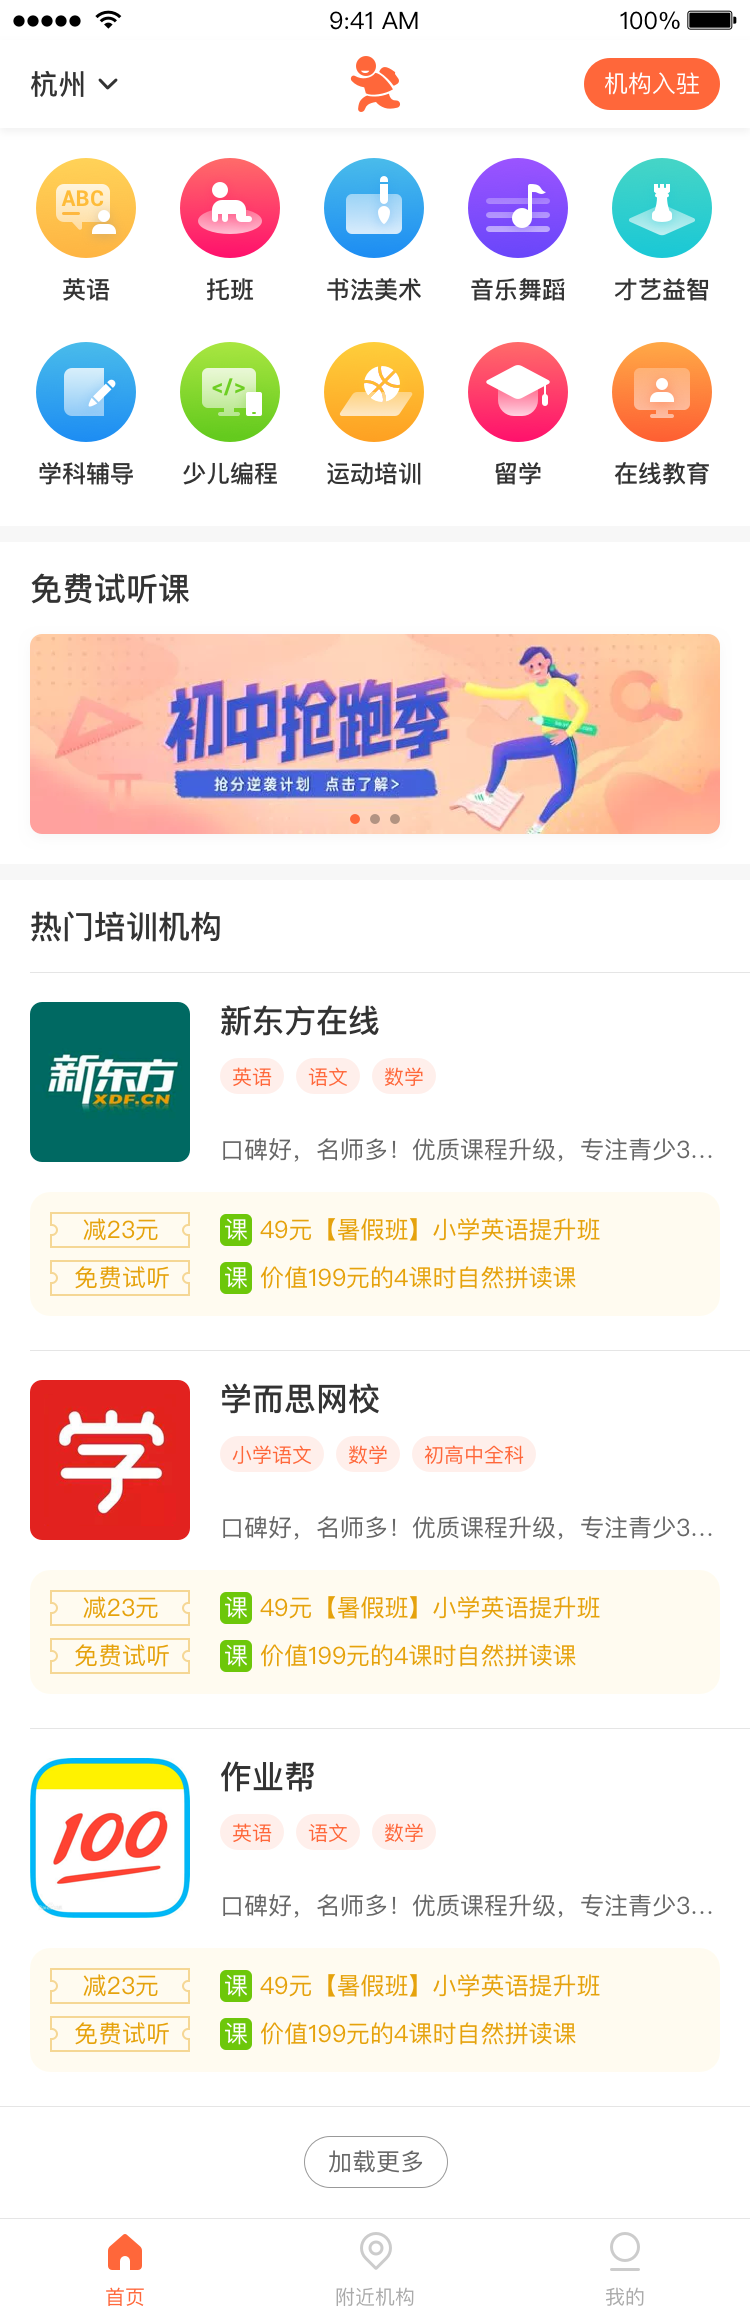 9:41 AM
100%
杭州
机构入驻
ABC
英语
托班
书法美术
音乐舞蹈
才艺益智
</>
学科辅导
少儿编程
运动培训
留学
在线教育
免费试听课
初中抢跑季
抢分逆袭计划 点击了解>
热门培训机构
新东方
XDF.CN
新东方在线
英语 语文 数学
口碑好，名师多！优质课程升级，专注青少3...
减23元
课 49元【暑假班】小学英语提升班
免费试听
课 价值199元的4课时自然拼读课
学
学而思网校
小学语文 数学 初高中全科
口碑好，名师多！优质课程升级，专注青少3...
减23元
课 49元【暑假班】小学英语提升班
免费试听
课 价值199元的4课时自然拼读课
100
作业帮
英语 语文 数学
口碑好，名师多！优质课程升级，专注青少3...
减23元
课 49元【暑假班】小学英语提升班
免费试听
课 价值199元的4课时自然拼读课
加载更多
首页
附近机构
我的